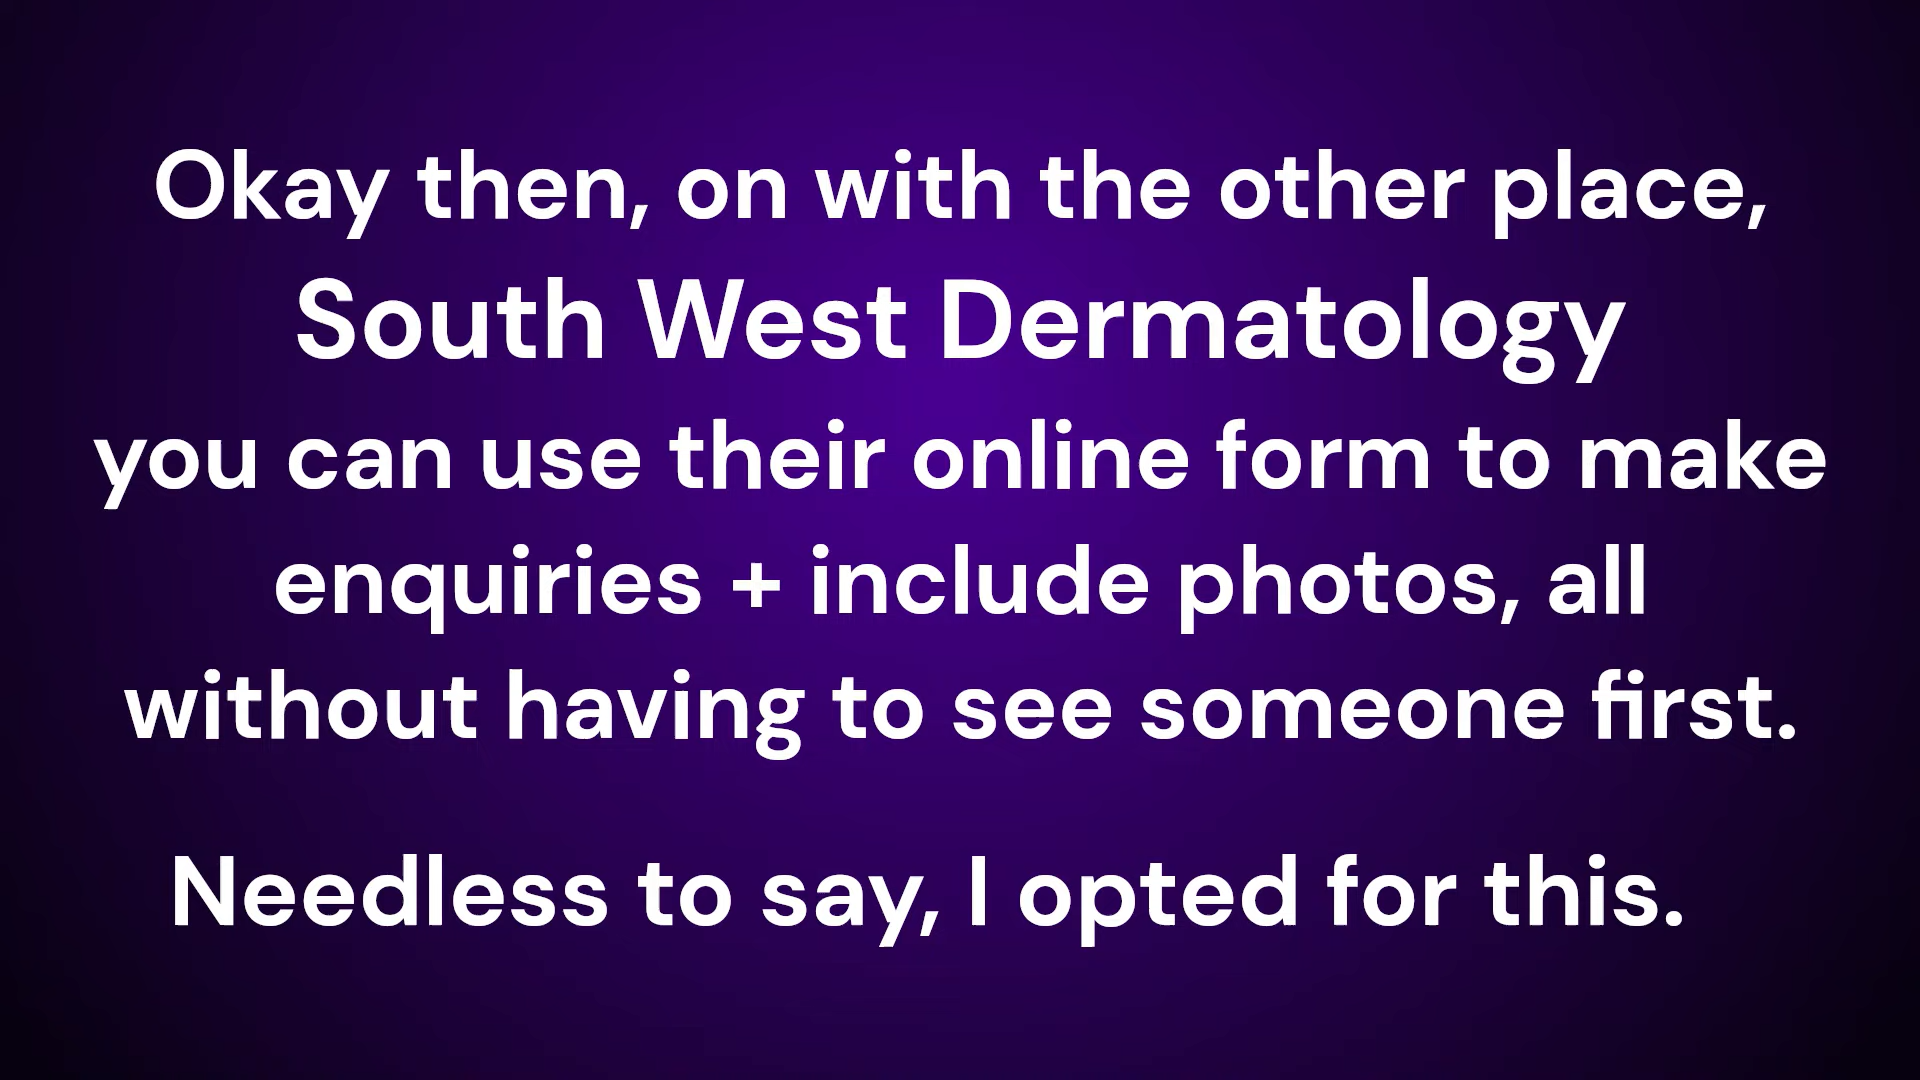 Okay then, on with the other place,
South West Dermatology
you can use their online form to make
enquiries + include photos, all
without having to see someone first.
Needless to say, I opted for this.